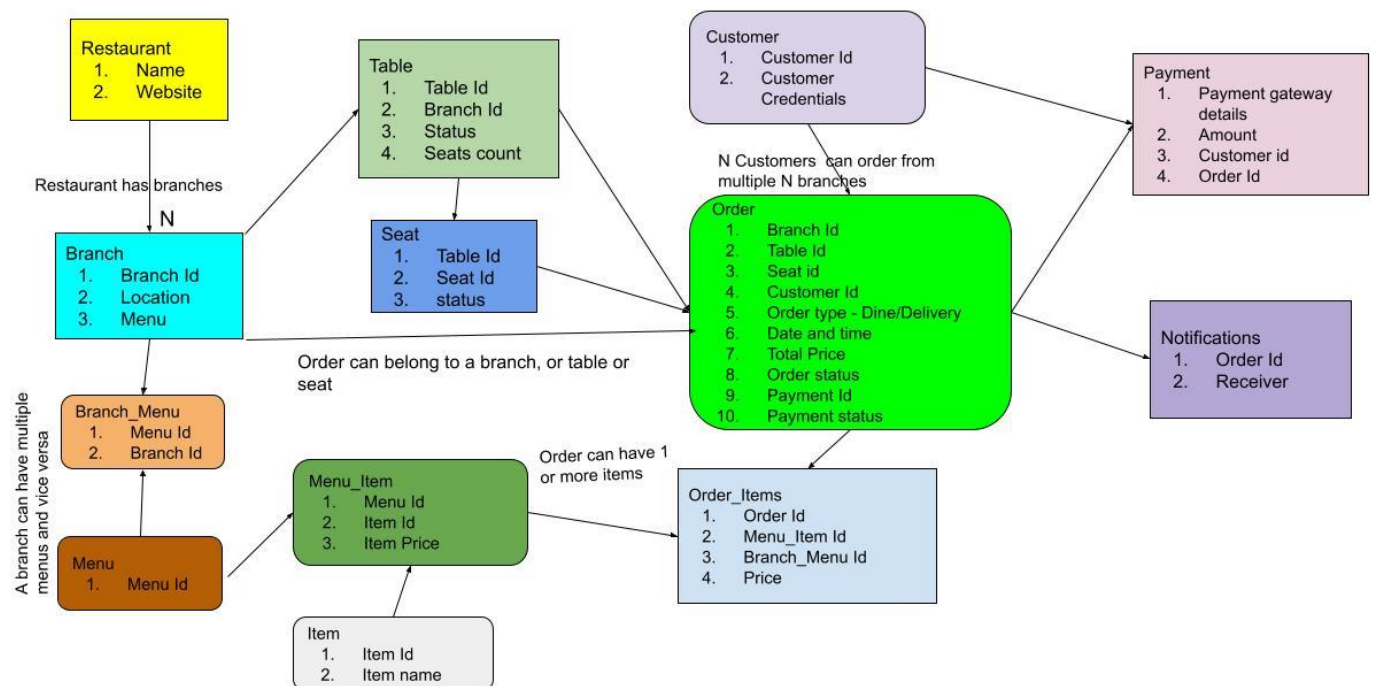 Restaurant
1. Name
2. Website
Restaurant has branches
N
Branch
1. Branch Id
2. Location
3. Menu
Table
1. Table Id
2. Branch Id
3. Status
4. Seats count
Seat
1. Table Id
2. Seat Id
3. status
Customer
1. Customer Id
2. Customer
Credentials
N Customers can order from
multiple N branches
Payment
1. Payment gateway
details
2. Amount
3. Customer id
4. Order Id
Order
1. Branch Id
2. Table Id
3. Seat id
4. Customer Id
5. Order type - Dine/Delivery
6. Date and time
7. Total Price
8. Order status
9. Payment Id
10. Payment status
Notifications
1. Order Id
2. Receiver
Order can belong to a branch, or table or
seat
A branch can have multiple
menus and vice versa
Branch_Menu
1. Menu Id
2. Branch Id
Menu
1. Menu Id
Menu_Item
1. Menu Id
2. Item Id
3. Item Price
Order can have 1
or more items
Order_Items
1. Order Id
2. Menu_Item Id
3. Branch_Menu Id
4. Price
Item
1. Item Id
2. Item name